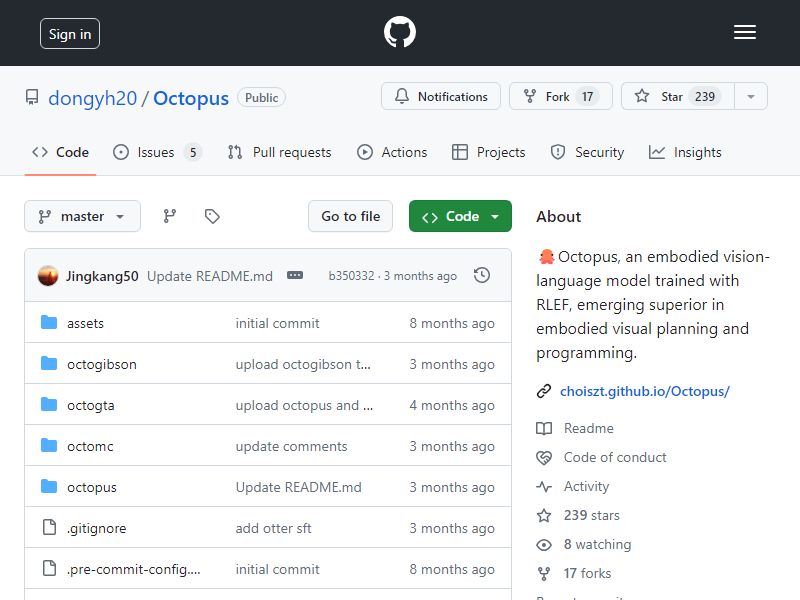 Sign in
dongyh20 / Octopus Public
Notifications
Fork 17
Star 239
Code
Issues 5
Pull requests
Actions
Projects
Security
Insights
master
Go to file
Code
Jingkang50 Update README.md b350332 · 3 months ago
assets initial commit 8 months ago
octogibson upload octogibson t... 3 months ago
octogta upload octopus and ... 4 months ago
octomc update comments 3 months ago
octopus Update README.md 3 months ago
.gitignore add otter sft 3 months ago
.pre-commit-config.... initial commit 8 months ago
About
Octopus, an embodied vision-
language model trained with
RLEF, emerging superior in
embodied visual planning and
programming.
choiszt.github.io/Octopus/
Readme
Code of conduct
Activity
239 stars
8 watching
17 forks